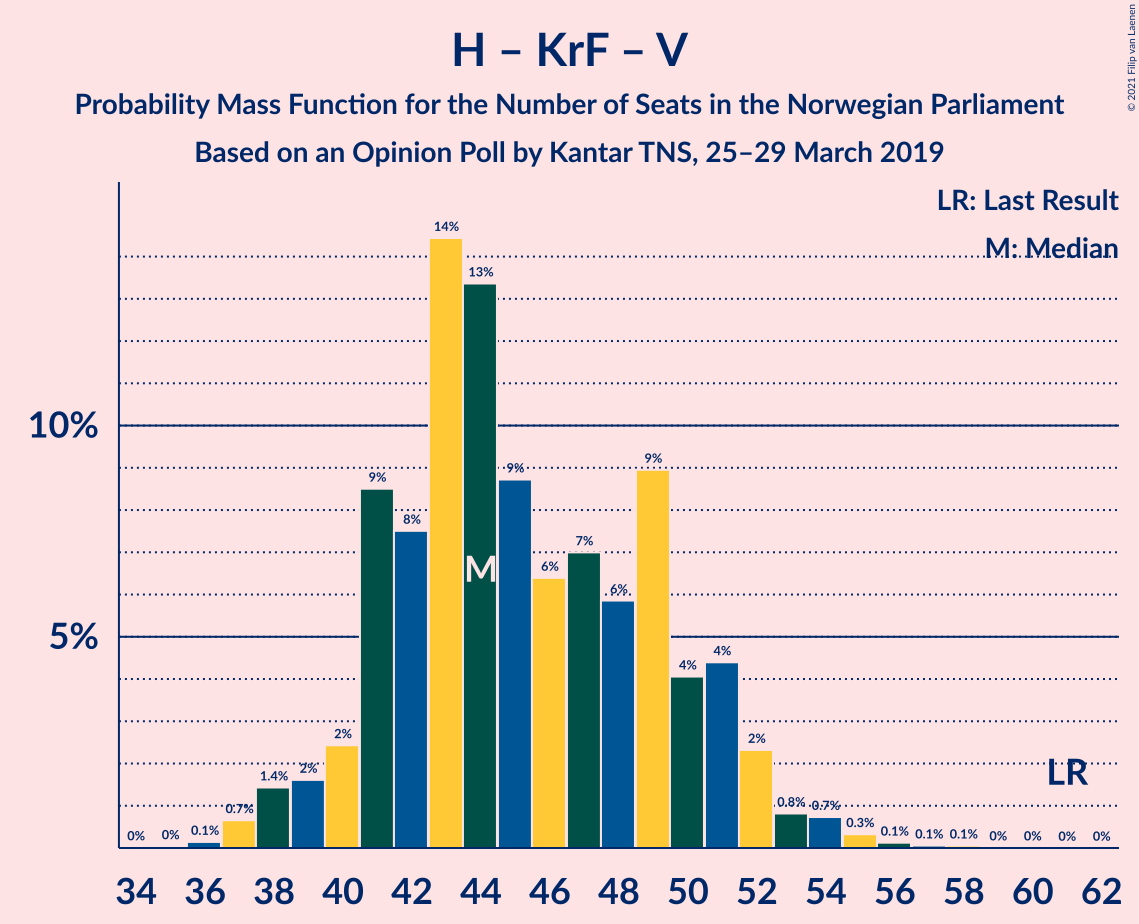 H – KrF – V
Probability Mass Function for the Number of Seats in the Norwegian Parliament
Based on an Opinion Poll by Kantar TNS, 25–29 March 2019
© 2021 Filip van Laenen
LR: Last Result
M: Median
10%
5%
0% 0% 0.1% 0.7% 1.4% 2% 2% 9% 8% 14% 13% 9% 6% 7% 6% 9% 4% 4% 2% 0.8% 0.7% 0.3% 0.1% 0.1% 0.1% 0% 0% 0% 0%
M
LR
34 36 38 40 42 44 46 48 50 52 54 56 58 60 62